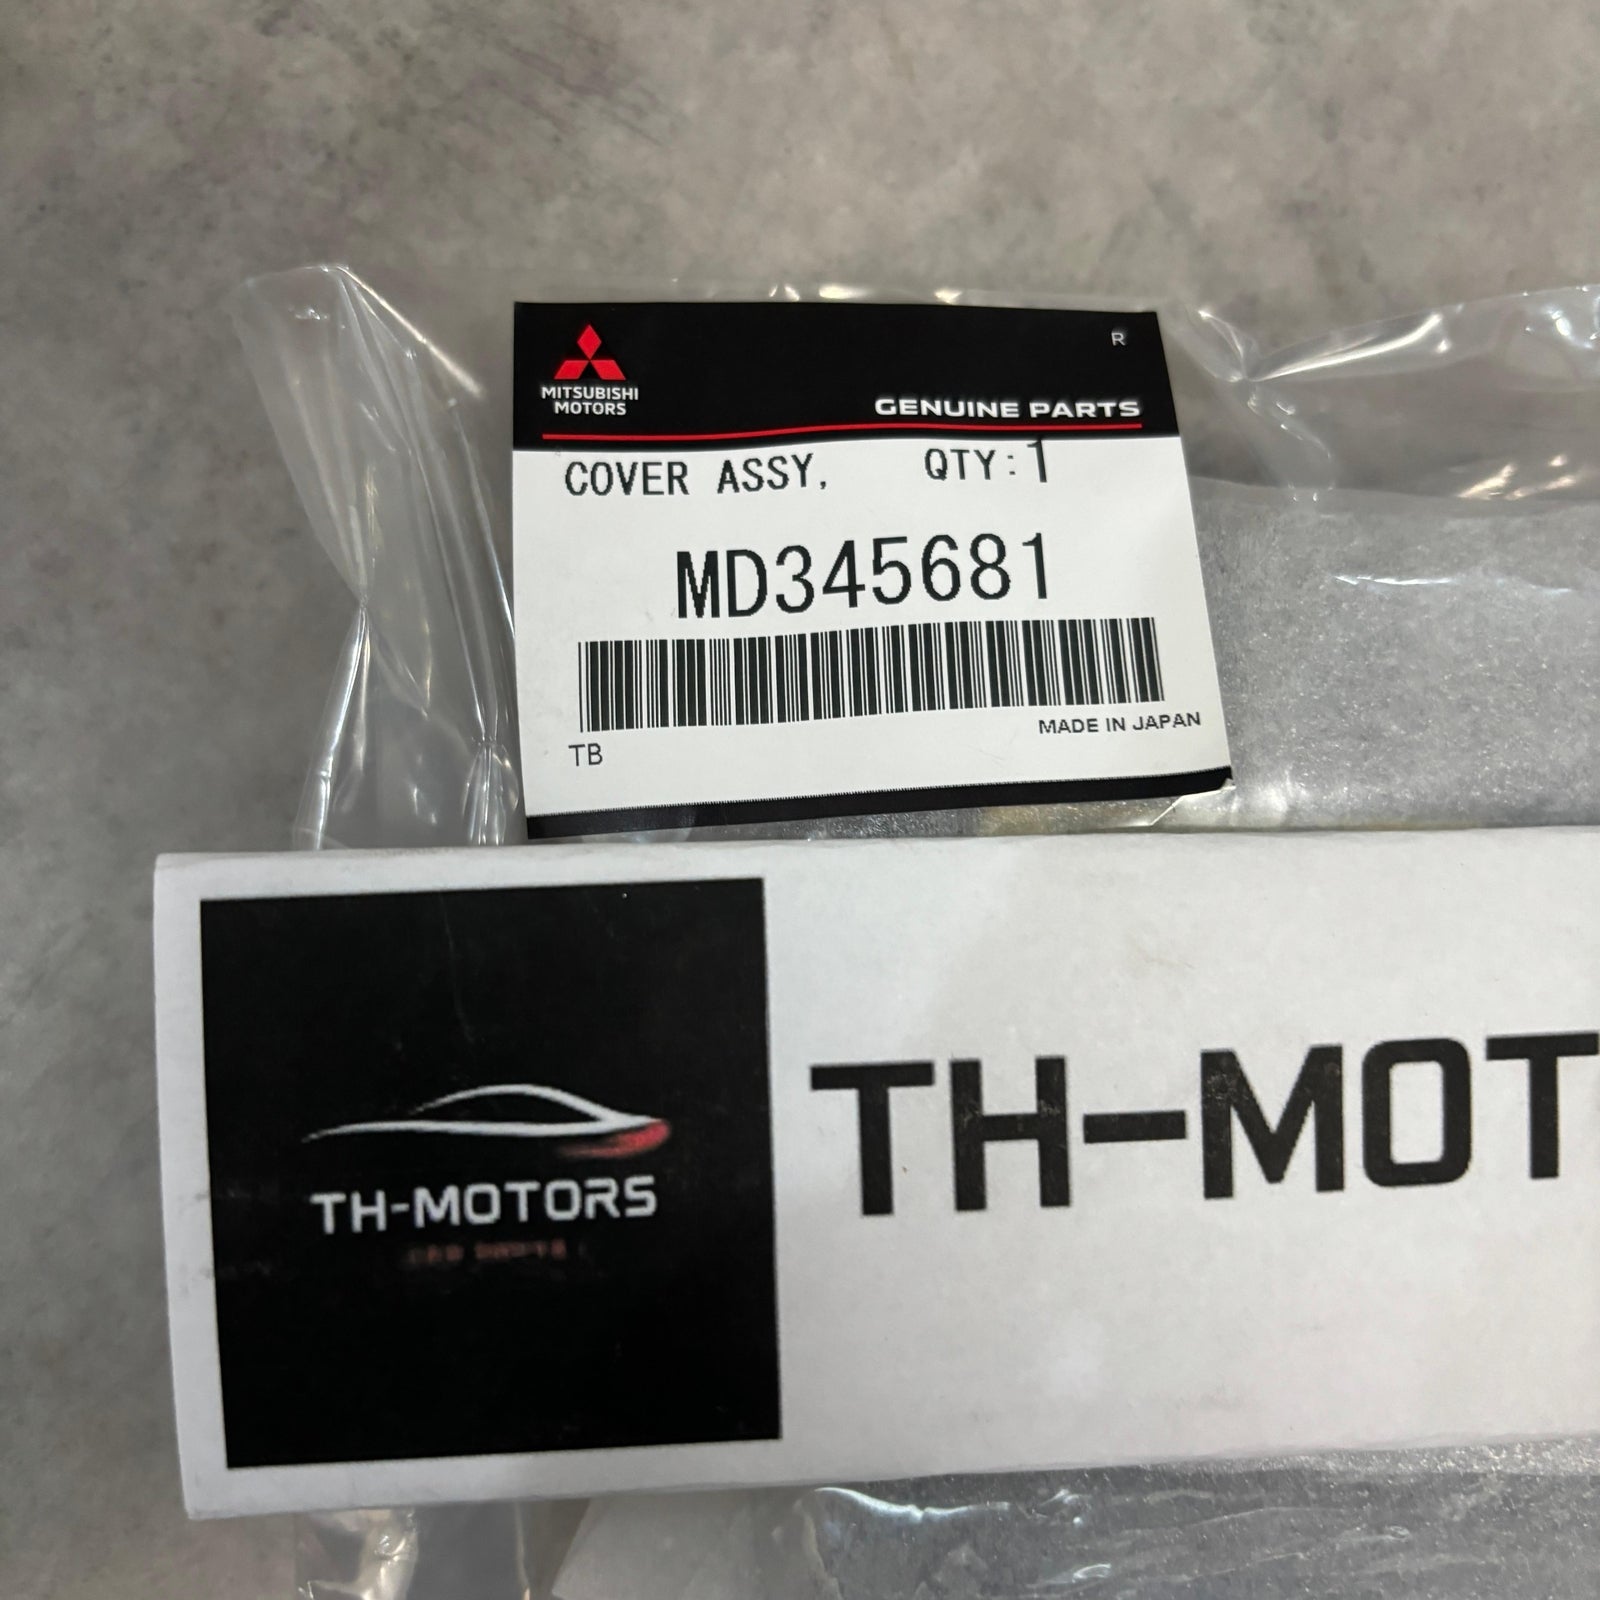 R
MITSUBISHI
MOTORS
GENUINE PARTS
COVER ASSY, QTY:1
MD345681
MADE IN JAPAN
TB
TH-MOT
TH-MOTORS